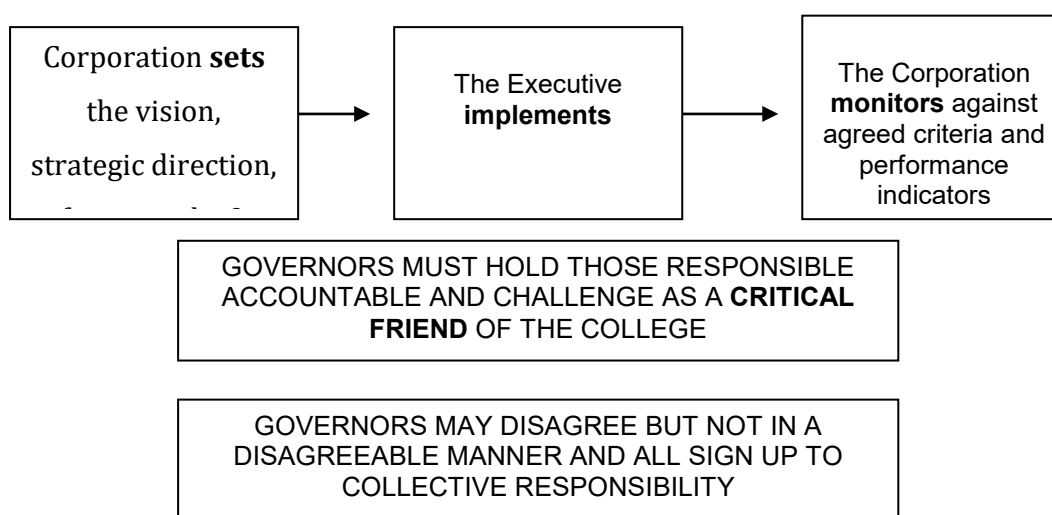 Corporation sets
the vision,
strategic direction,
The Executive
implements
The Corporation
monitors against
agreed criteria and
performance
indicators
GOVERNORS MUST HOLD THOSE RESPONSIBLE
ACCOUNTABLE AND CHALLENGE AS A CRITICAL
FRIEND OF THE COLLEGE
GOVERNORS MAY DISAGREE BUT NOT IN A
DISAGREEABLE MANNER AND ALL SIGN UP TO
COLLECTIVE RESPONSIBILITY